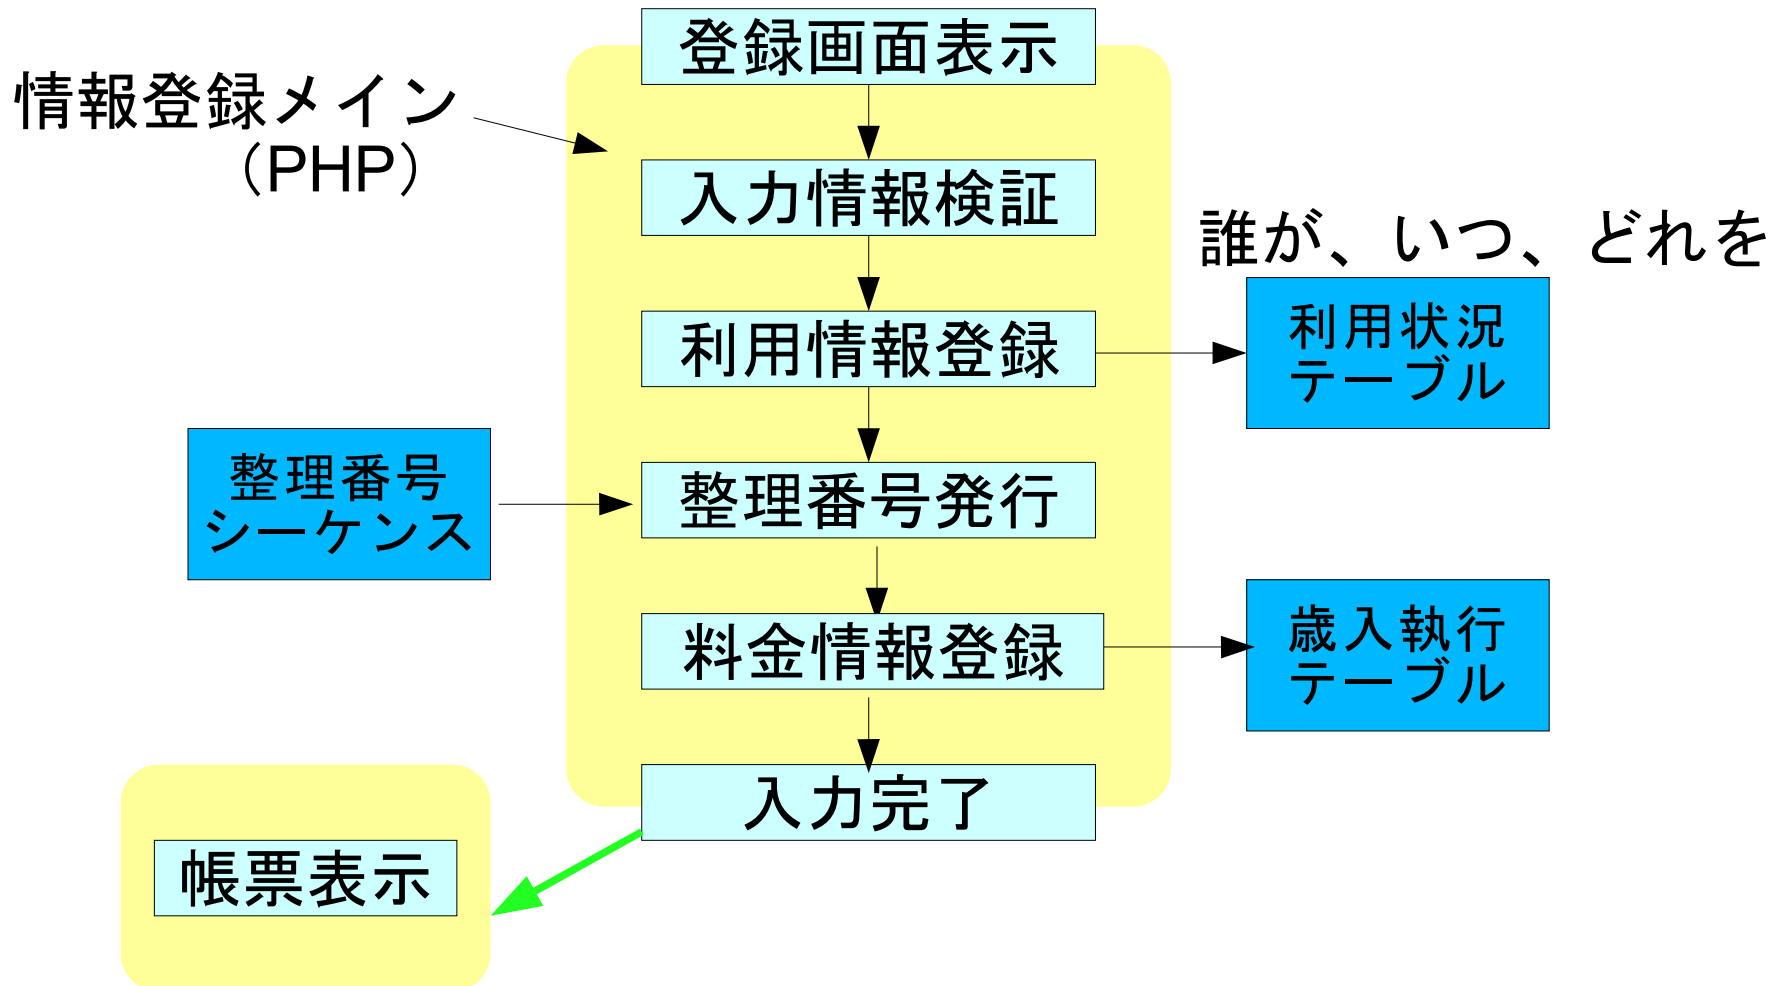 登録画面表示
情報登録メイン
（PHP）
入力情報検証
誰が、いつ、どれを
利用情報登録
利用状況
テーブル
整理番号
シーケンス
整理番号発行
料金情報登録
歳入執行
テーブル
入力完了
帳票表示